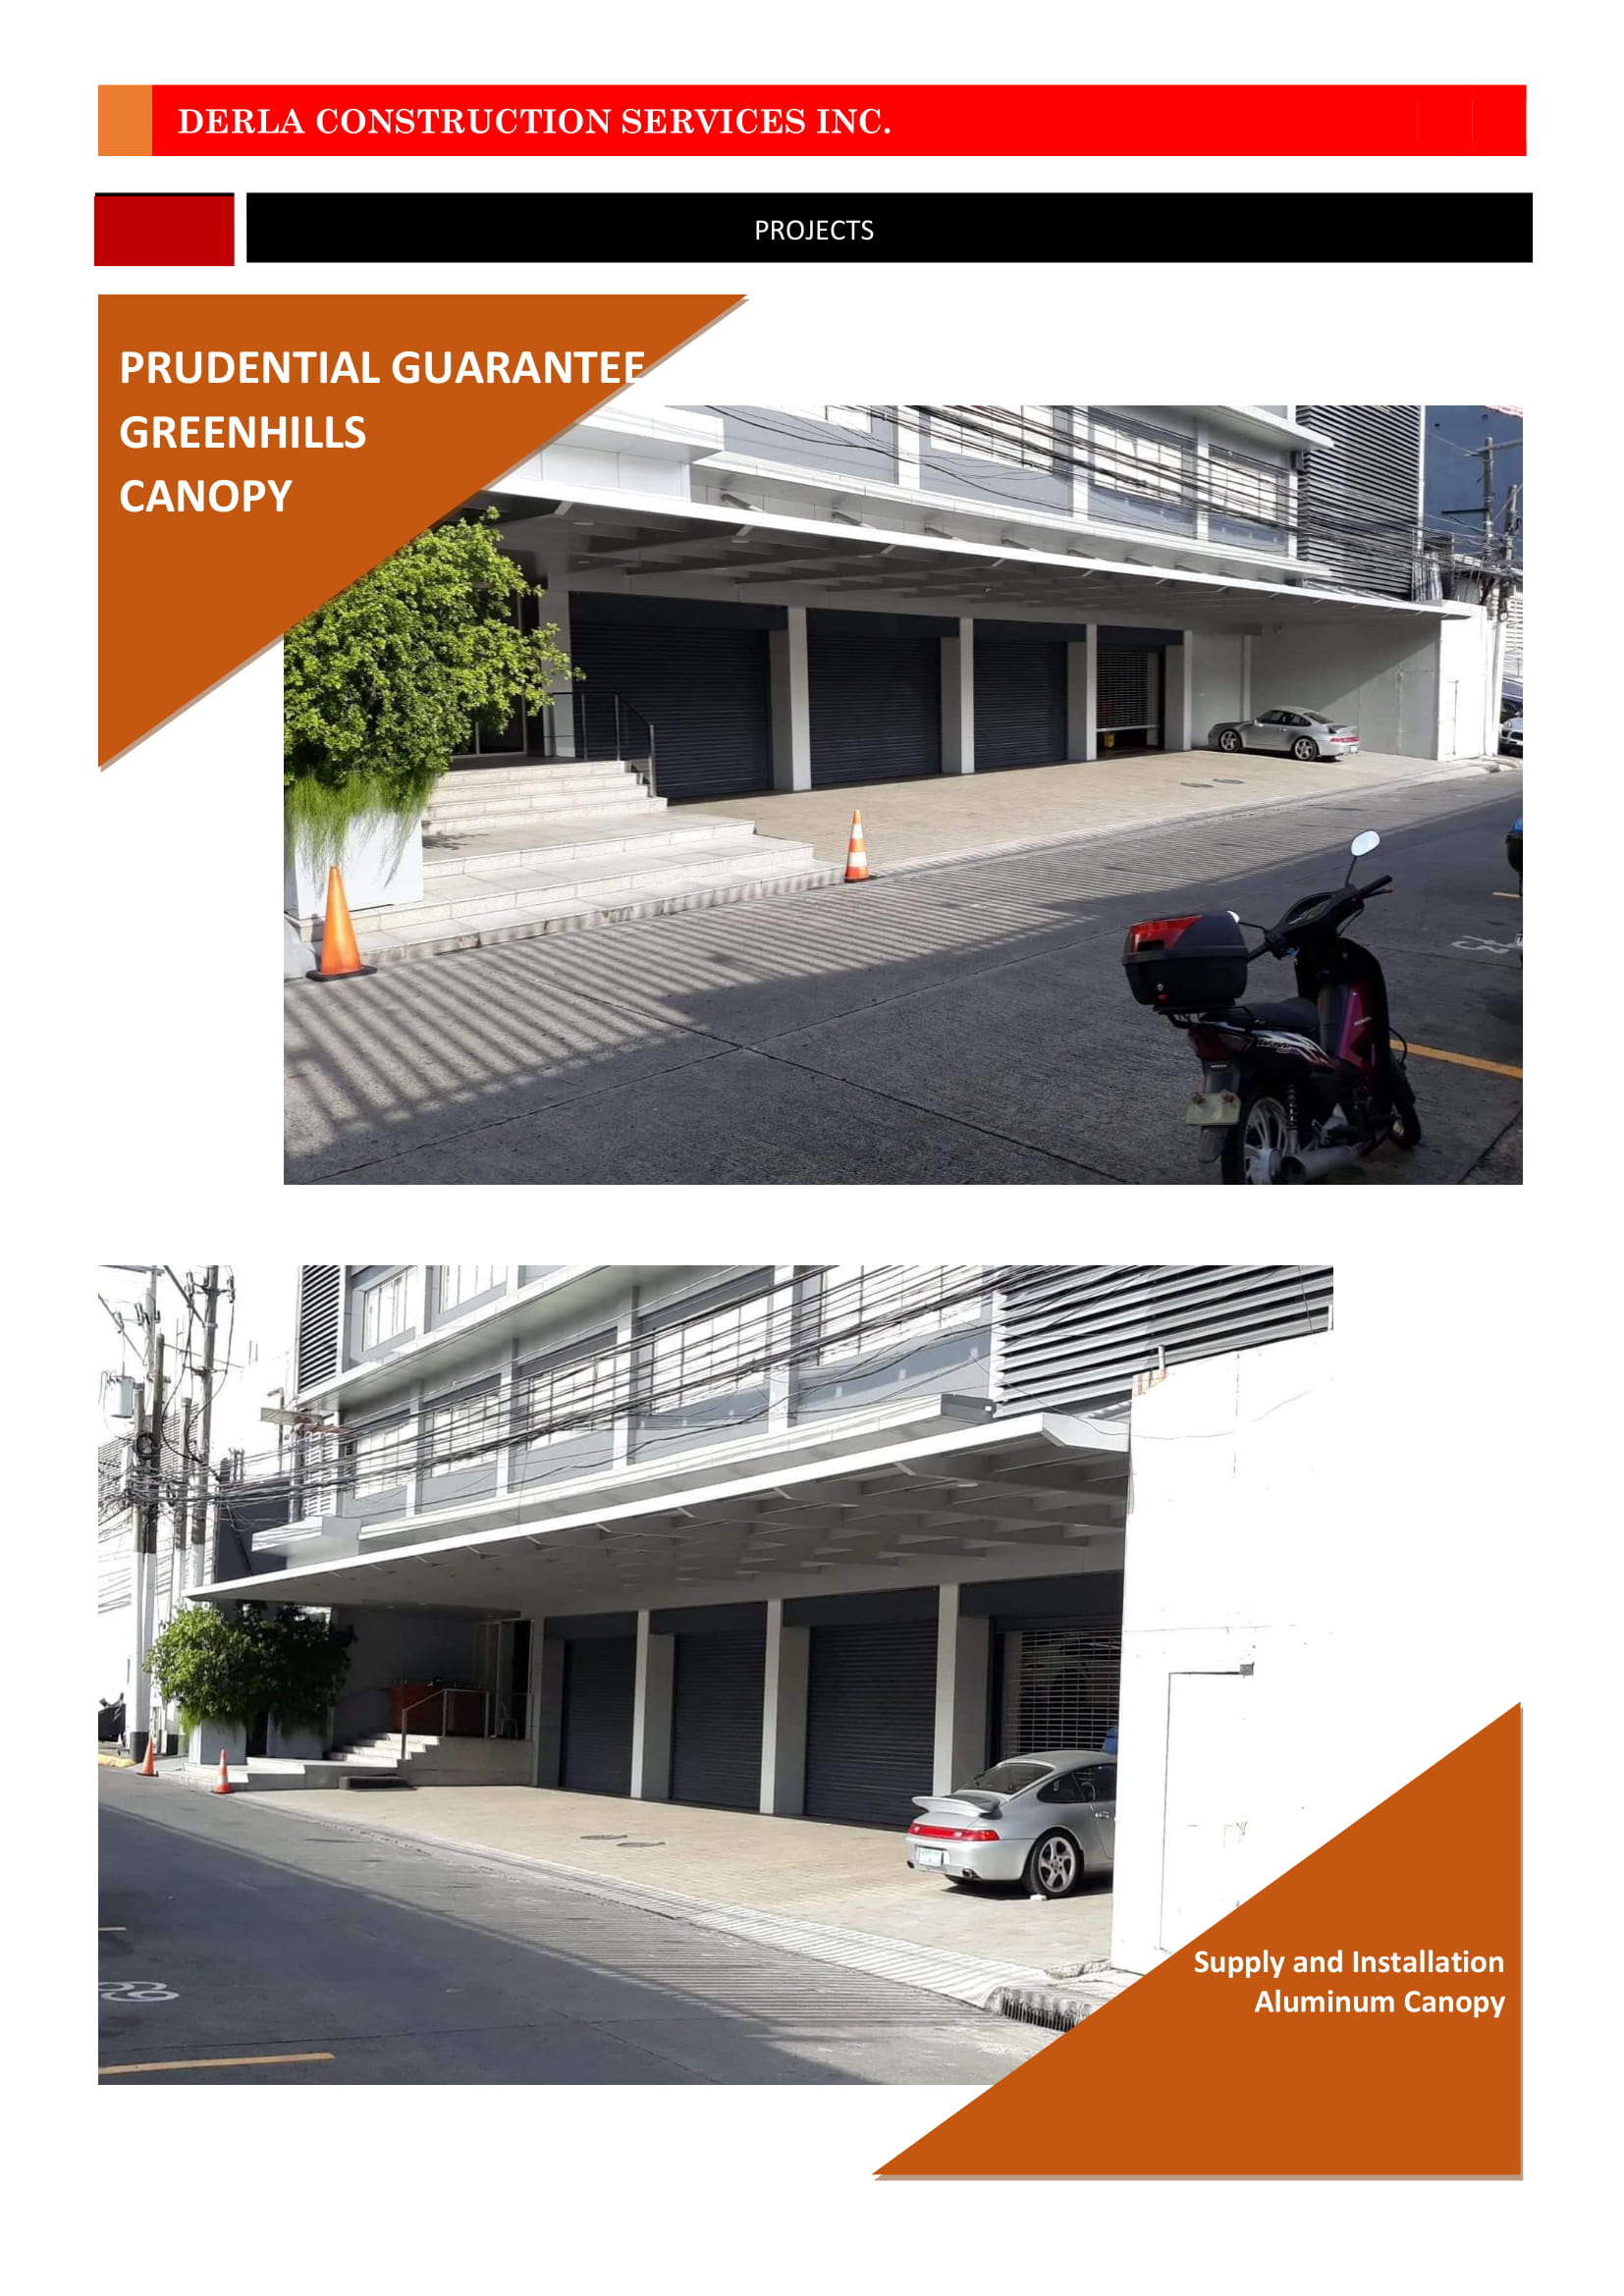 DERLA CONSTRUCTION SERVICES INC.
PROJECTS
PRUDENTIAL GUARANTEE
GREENHILLS
CANOPY
Supply and Installation
Aluminum Canopy